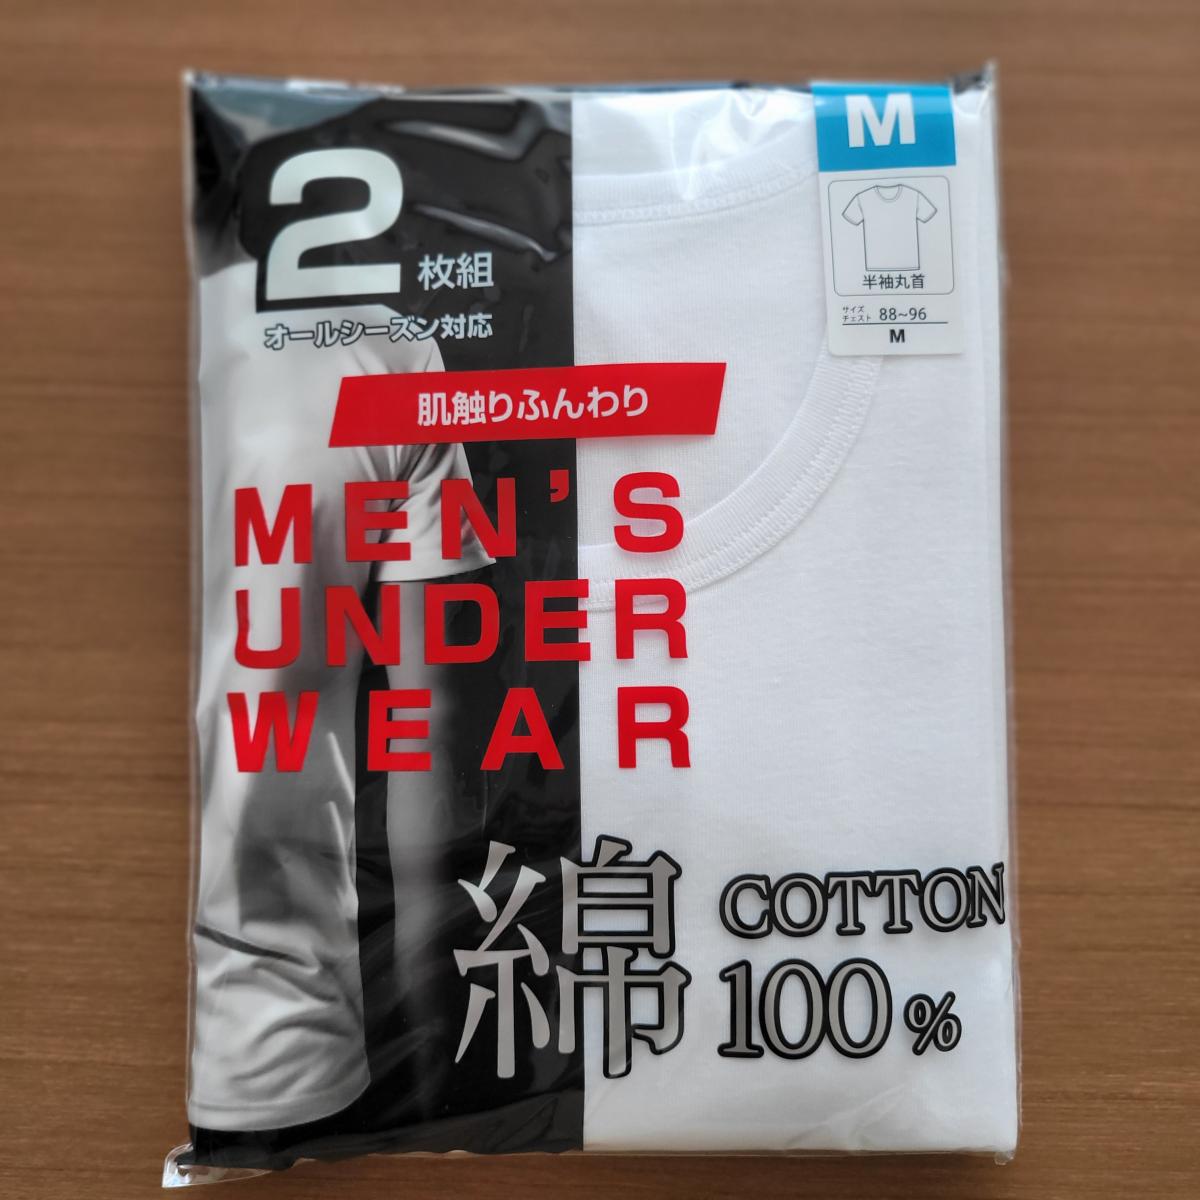 2枚組
オールシーズン対応
肌触りふんわり
MEN'S
UNDER
WEAR
綿 COTTON
100%
M
半袖丸首
サイズ
チェスト 88~96
M